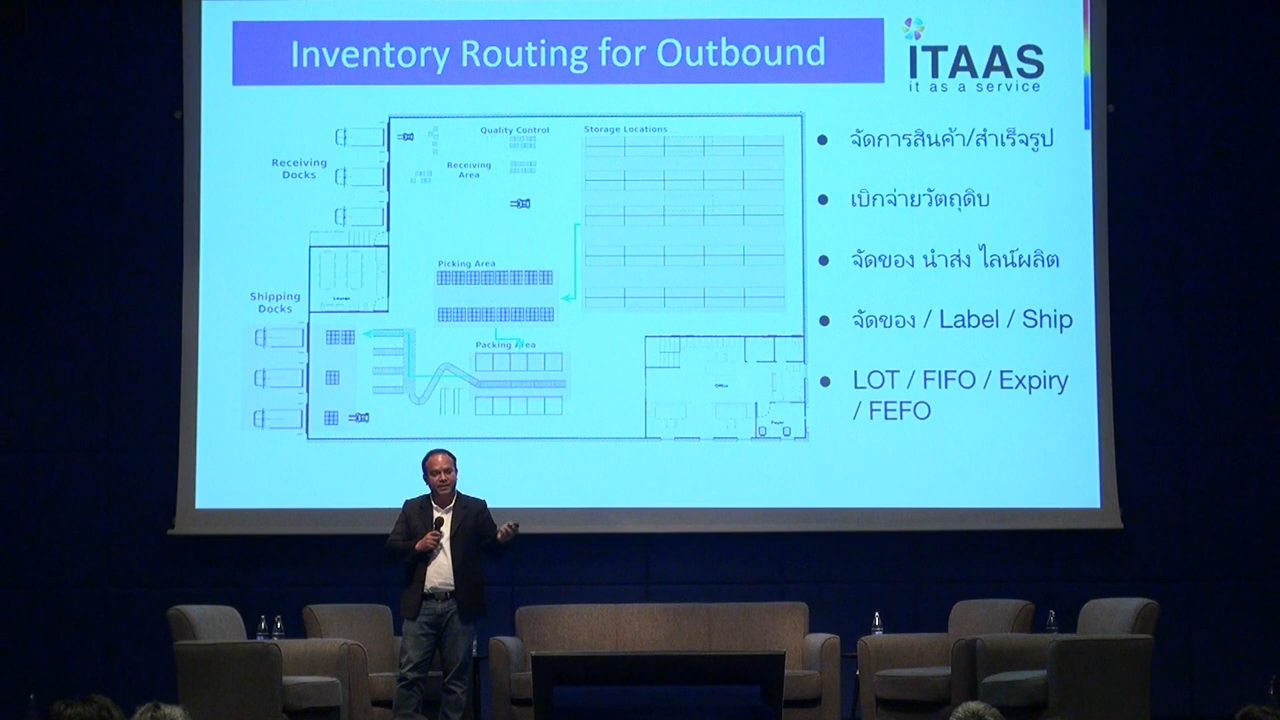 Inventory Routing for Outbound
ITAAS
it as a service
Quality Control
Storage Locations
Receiving
Docks
Receiving
Area
Picking Area
Lounge
Shipping
Docks
Packing Area
Office
Foyer
จัดการสินค้า/สำเร็จรูป
เบิกจ่ายวัตถุดิบ
จัดของ นำส่ง ไลน์ผลิต
จัดของ / Label / Ship
LOT / FIFO / Expiry
/ FEFO